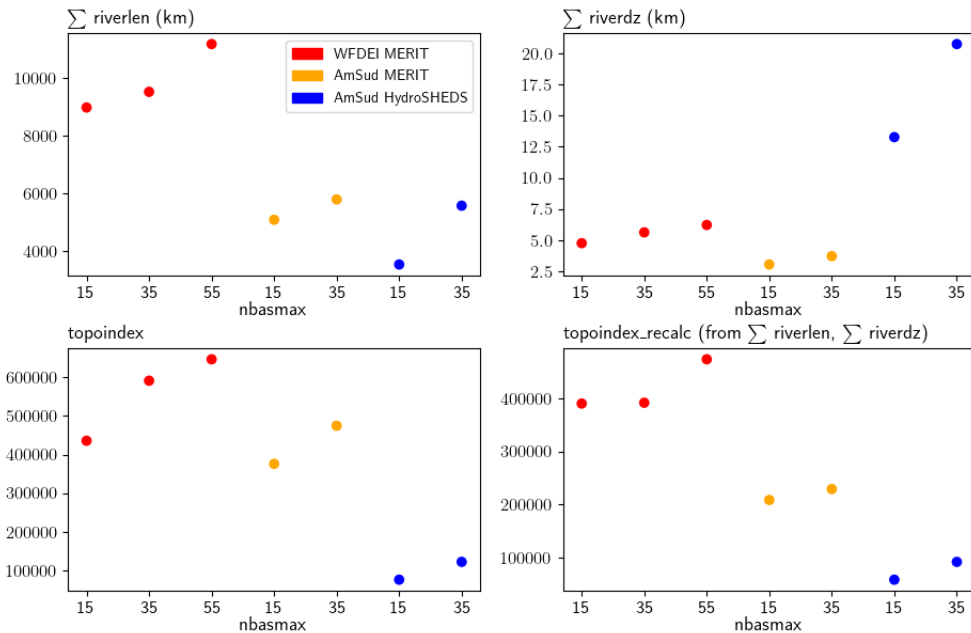 ∑ riverlen (km)
10000
8000
6000
4000
WFDEI MERIT
AmSud MERIT
AmSud HydroSHEDS
15 35 55 15 35 15 35
nbasmax
∑ riverdz (km)
20.0
17.5
15.0
12.5
10.0
7.5
5.0
2.5
15 35 55 15 35 15 35
nbasmax
topoindex
600000
500000
400000
300000
200000
100000
15 35 55 15 35 15 35
nbasmax
topoindex_recalc (from ∑ riverlen, ∑ riverdz)
400000
300000
200000
100000
15 35 55 15 35 15 35
nbasmax